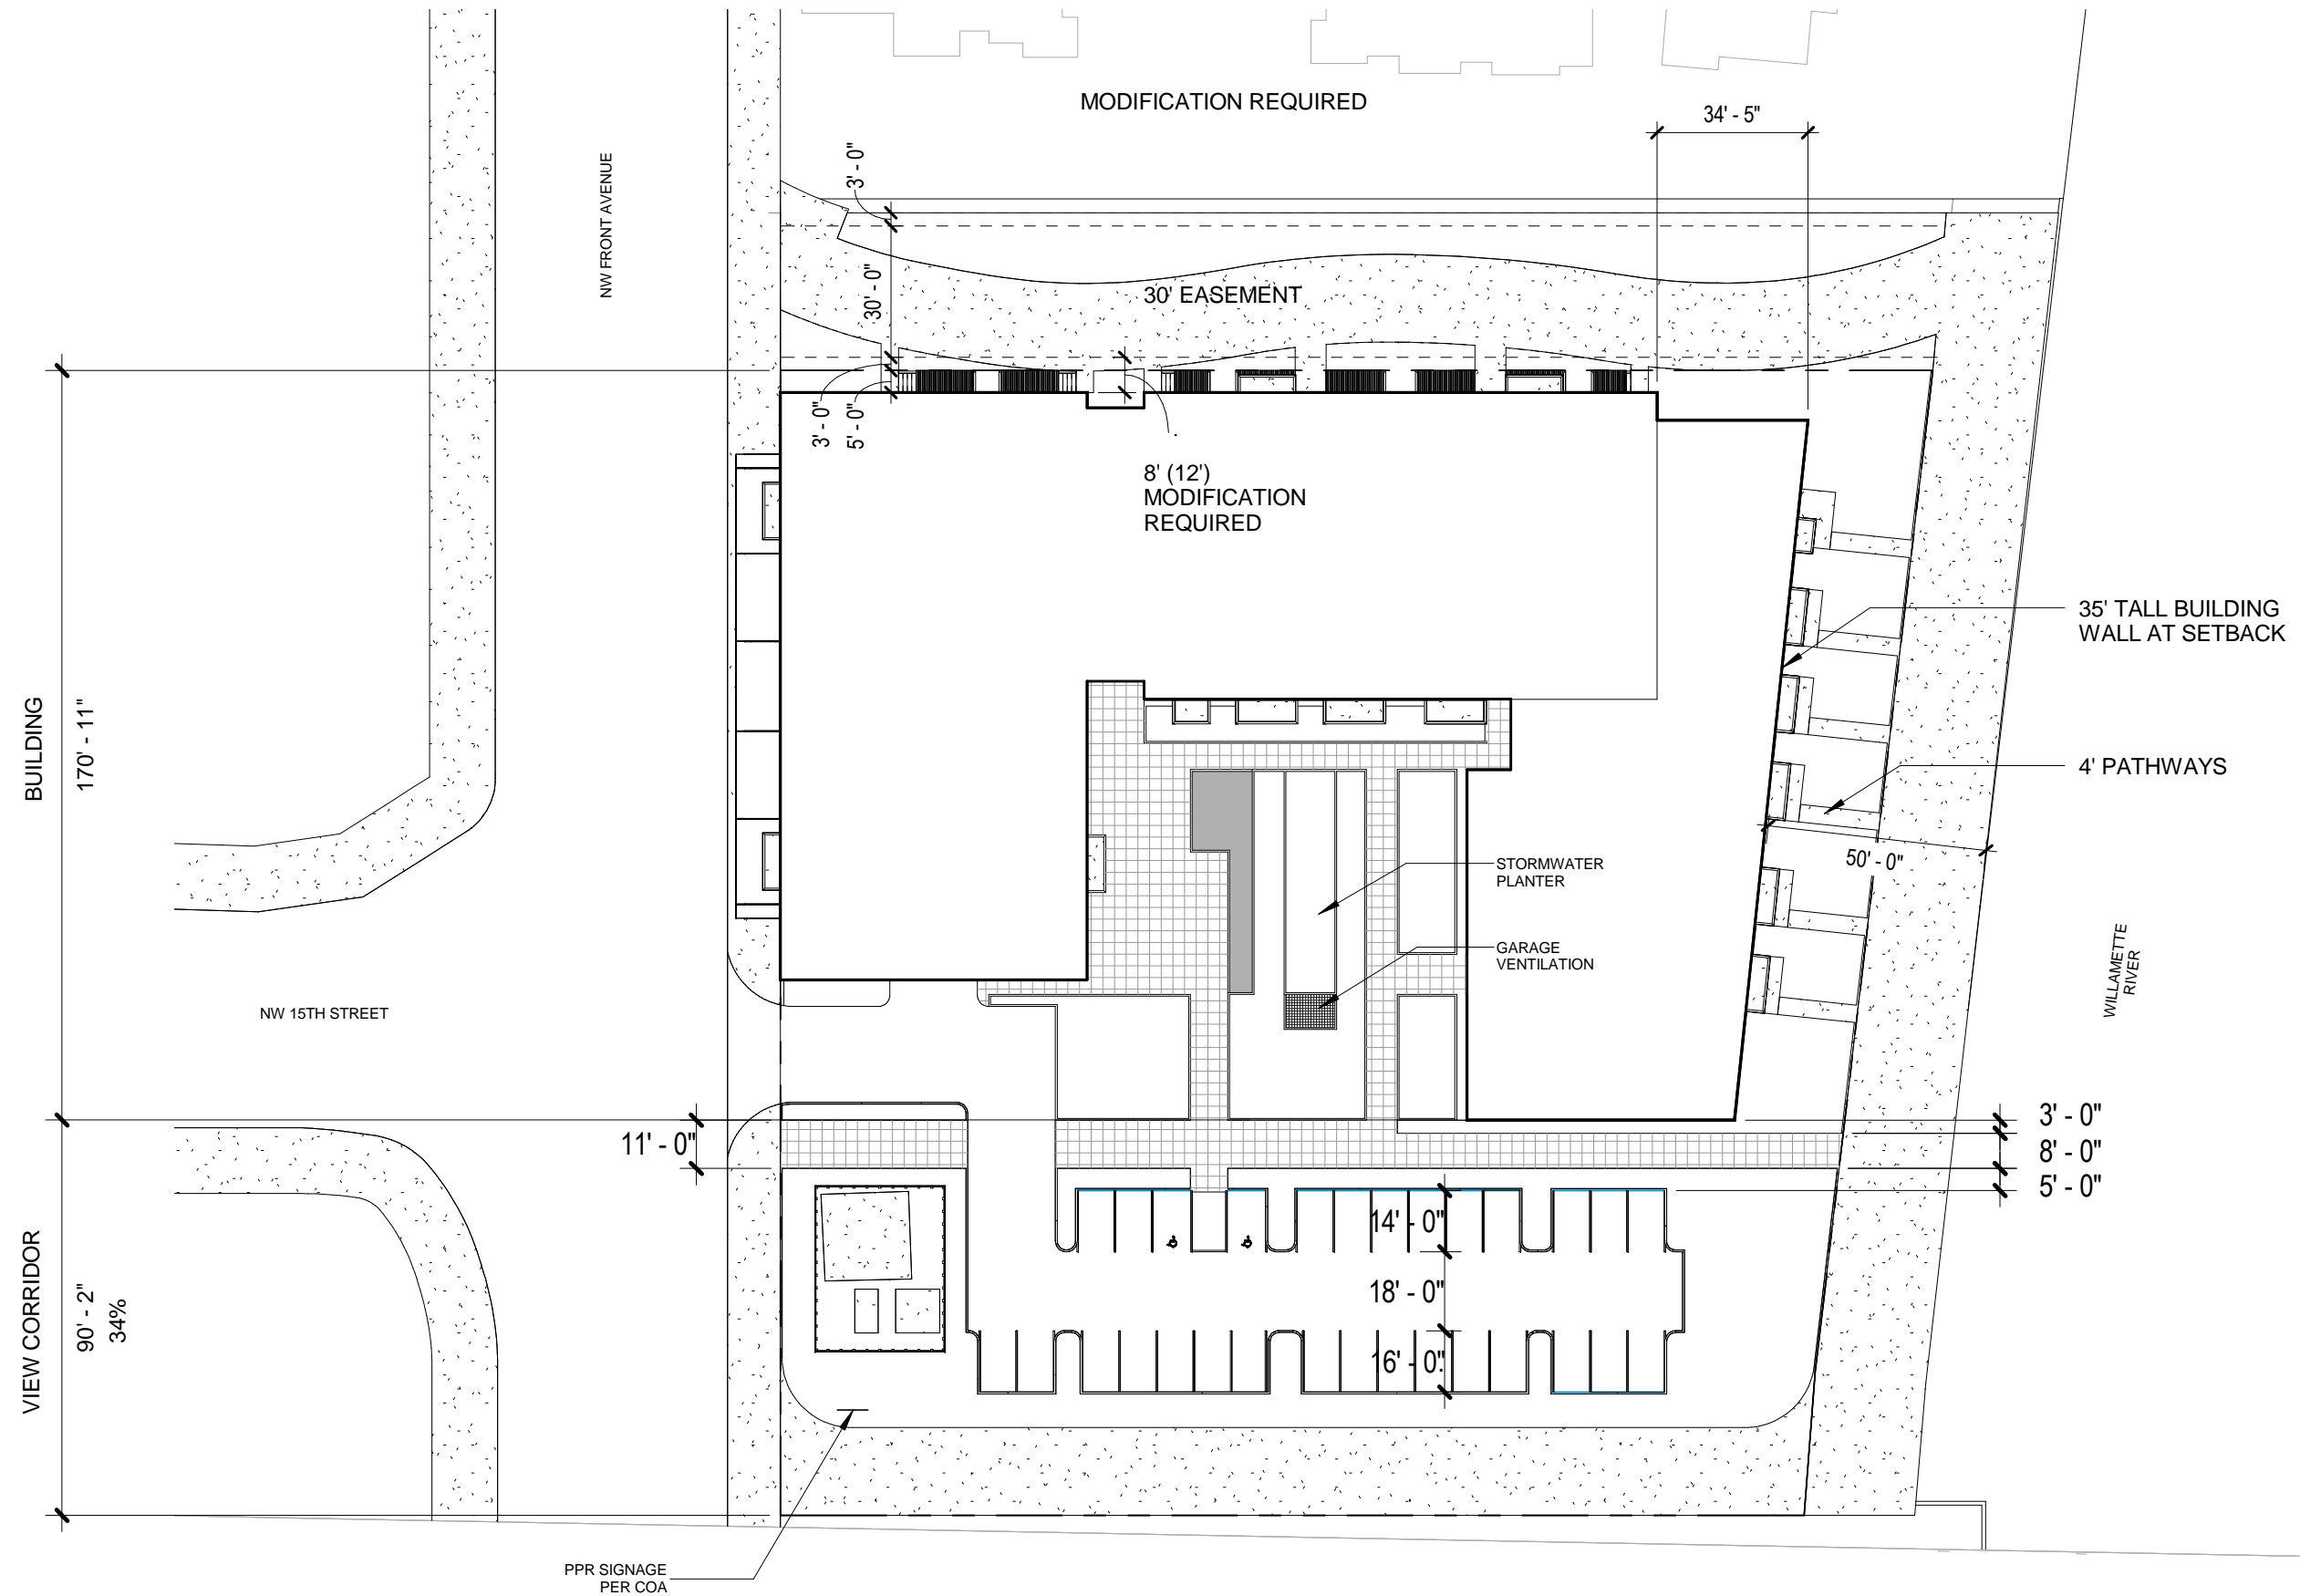 MODIFICATION REQUIRED
34' - 5"
3' - 0"
NW FRONT AVENUE
30' - 0"
30' EASEMENT
3' - 0"
5' - 0"
8' (12')
MODIFICATION
REQUIRED
35' TALL BUILDING
WALL AT SETBACK
BUILDING
170' - 11"
4' PATHWAYS
50' - 0"
STORMWATER
PLANTER
GARAGE
VENTILATION
WILLAMETTE
RIVER
NW 15TH STREET
11' - 0"
3' - 0"
8' - 0"
5' - 0"
14' - 0"
18' - 0"
16' - 0"
VIEW CORRIDOR
90' - 2"
34%
PPR SIGNAGE
PER COA